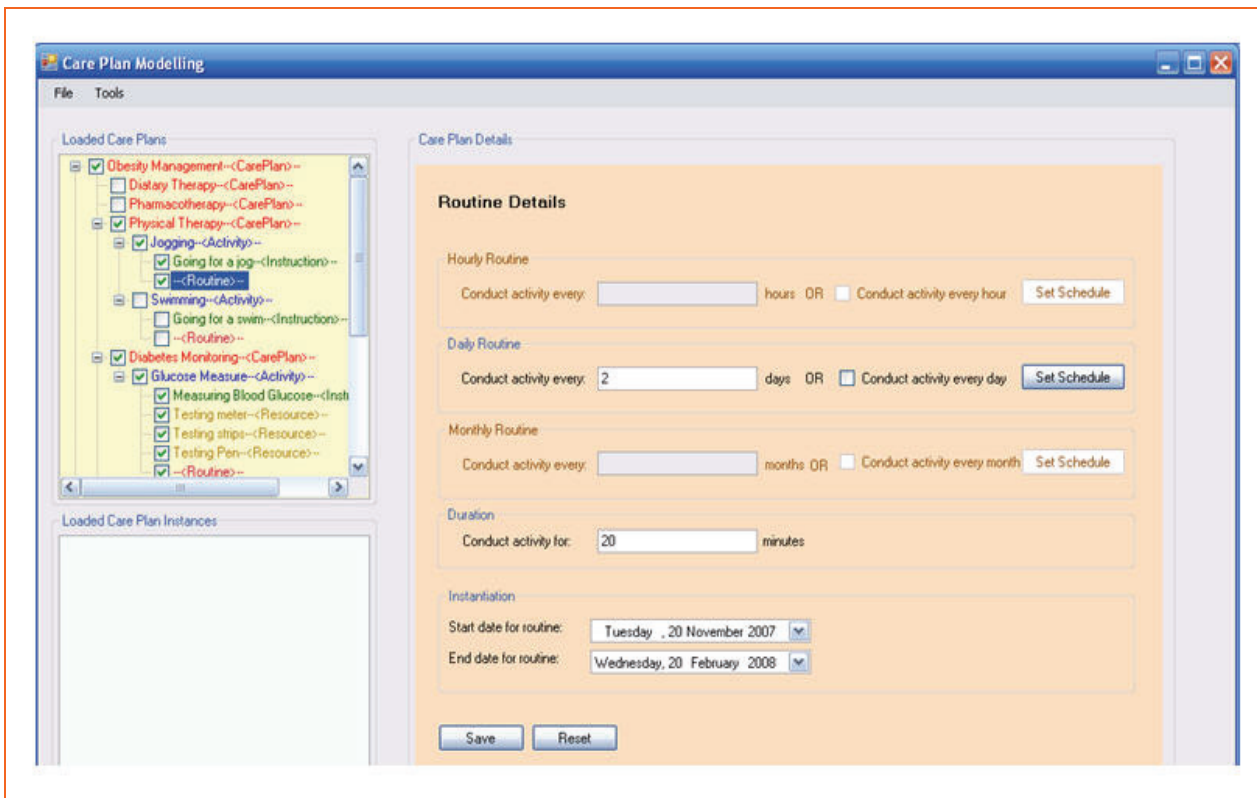 Care Plan Modelling
File Tools
Loaded Care Plans
Obesity Management--<CarePlan>--
Diatary Therapy--<CarePlan>--
Pharmacotherapy--<CarePlan>--
Physical Therapy--<CarePlan>--
Jogging--<Activity>--
Going for a jog--<Instruction>--
--<Routine>--
Swimming--<Activity>--
Going for a swim--<Instruction>--
--<Routine>--
Diabetes Monitoring--<CarePlan>--
Glucose Measure--<Activity>--
Measuring Blood Glucose--<Inst
Testing meter--<Resource>--
Testing strips--<Resource>--
Testing Pen--<Resource>--
--<Routine>--
Loaded Care Plan Instances
Care Plan Details
Routine Details
Hourly Routine
Conduct activity every: hours OR Conduct activity every hour Set Schedule
Daily Routine
Conduct activity every: 2 days OR Conduct activity every day Set Schedule
Monthly Routine
Conduct activity every: months OR Conduct activity every month Set Schedule
Duration
Conduct activity for: 20 minutes
Instantiation
Start date for routine: Tuesday , 20 November 2007
End date for routine: Wednesday, 20 February 2008
Save Reset